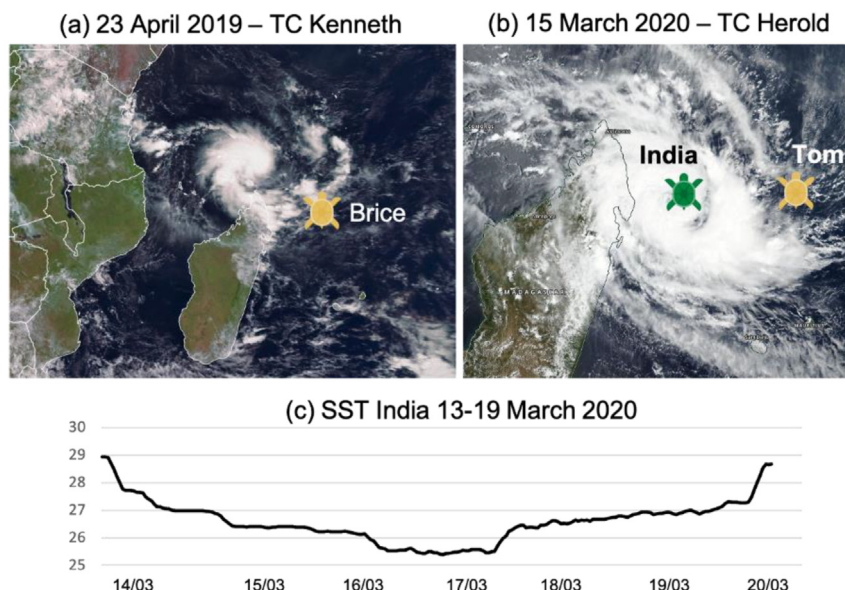 (a) 23 April 2019 – TC Kenneth
(b) 15 March 2020 – TC Herold
Brice
India
Tom
MADAGASCAR
(c) SST India 13-19 March 2020
30
29
28
27
26
25
14/03
15/03
16/03
17/03
18/03
19/03
20/03